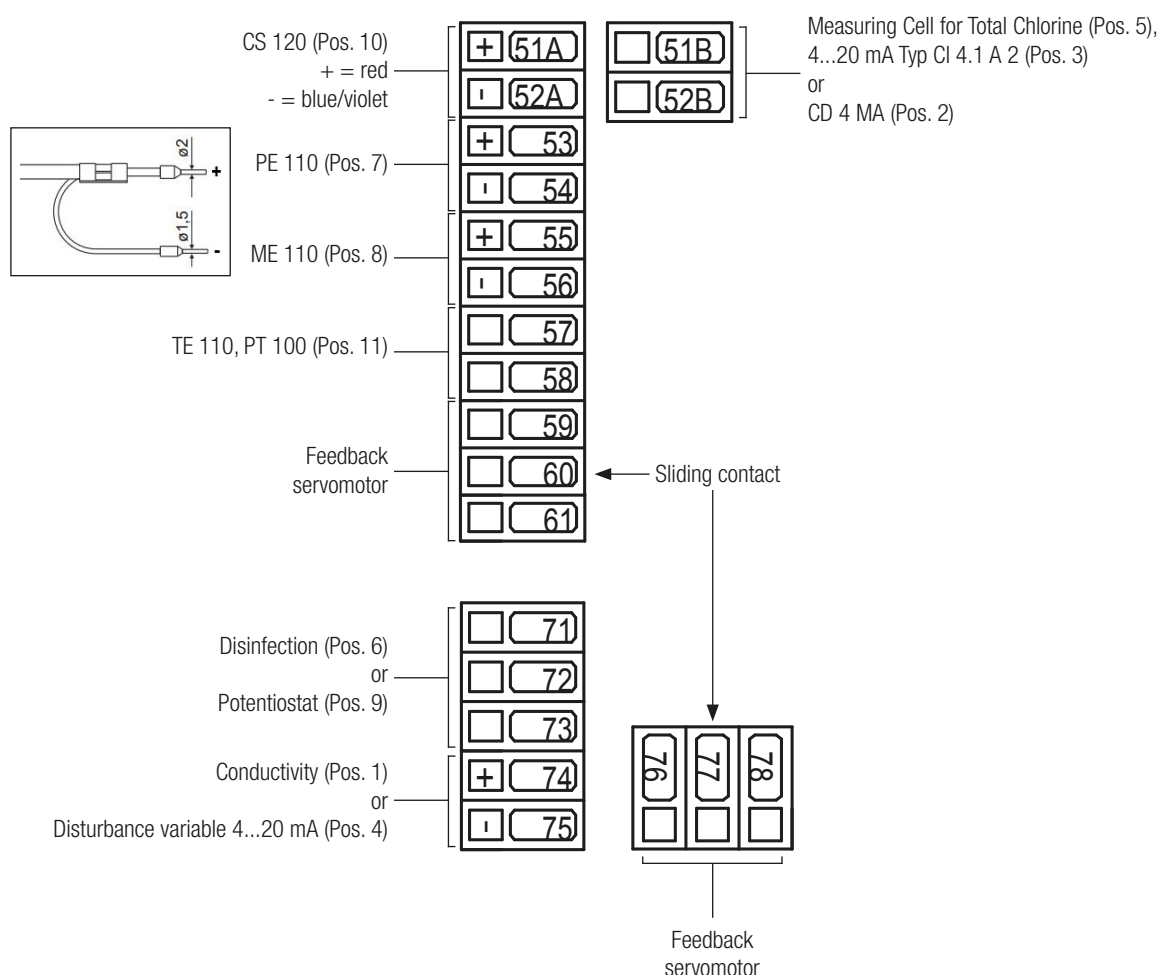 CS 120 (Pos. 10)
+ = red
- = blue/violet
+ 51A
- 52A
51B
52B
Measuring Cell for Total Chlorine (Pos. 5),
4...20 mA Typ Cl 4.1 A 2 (Pos. 3)
or
CD 4 MA (Pos. 2)
ø2
+
ø1,5
-
PE 110 (Pos. 7)
+ 53
- 54
ME 110 (Pos. 8)
+ 55
- 56
TE 110, PT 100 (Pos. 11)
57
58
Feedback
servomotor
59
60
61
Sliding contact
Disinfection (Pos. 6)
or
Potentiostat (Pos. 9)
71
72
73
Conductivity (Pos. 1)
or
Disturbance variable 4...20 mA (Pos. 4)
+ 74
- 75
76
77
78
Feedback
servomotor